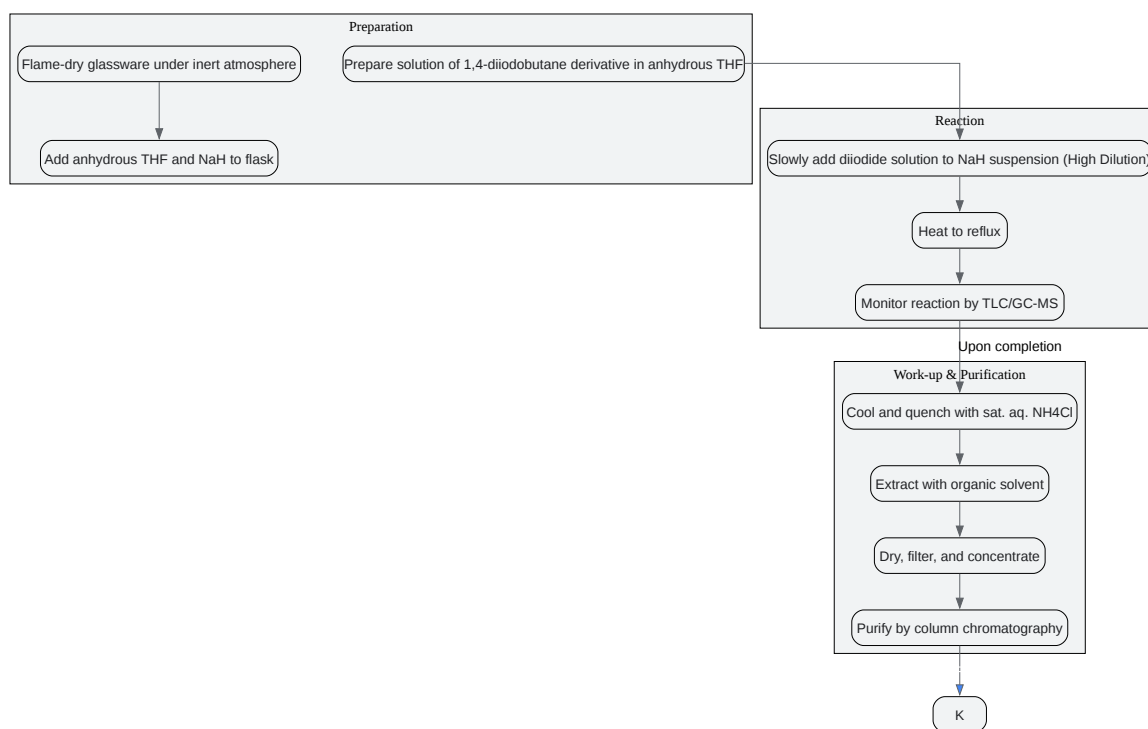 Preparation
Flame-dry glassware under inert atmosphere
Prepare solution of 1,4-diiodobutane derivative in anhydrous THF
Add anhydrous THF and NaH to flask
Reaction
Slowly add diiodide solution to NaH suspension (High Dilution)
Heat to reflux
Monitor reaction by TLC/GC-MS
Upon completion
Work-up & Purification
Cool and quench with sat. aq. NH4Cl
Extract with organic solvent
Dry, filter, and concentrate
Purify by column chromatography
K